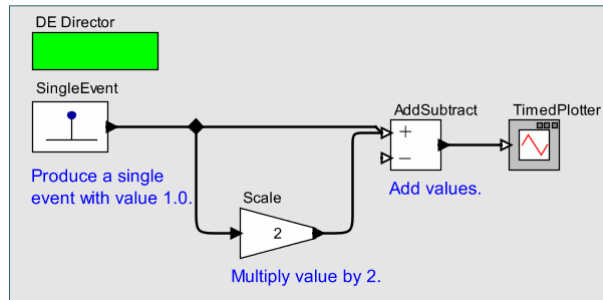 DE Director
SingleEvent
AddSubtract
TimedPlotter
+
–
Produce a single
event with value 1.0.
Add values.
Scale
2
Multiply value by 2.